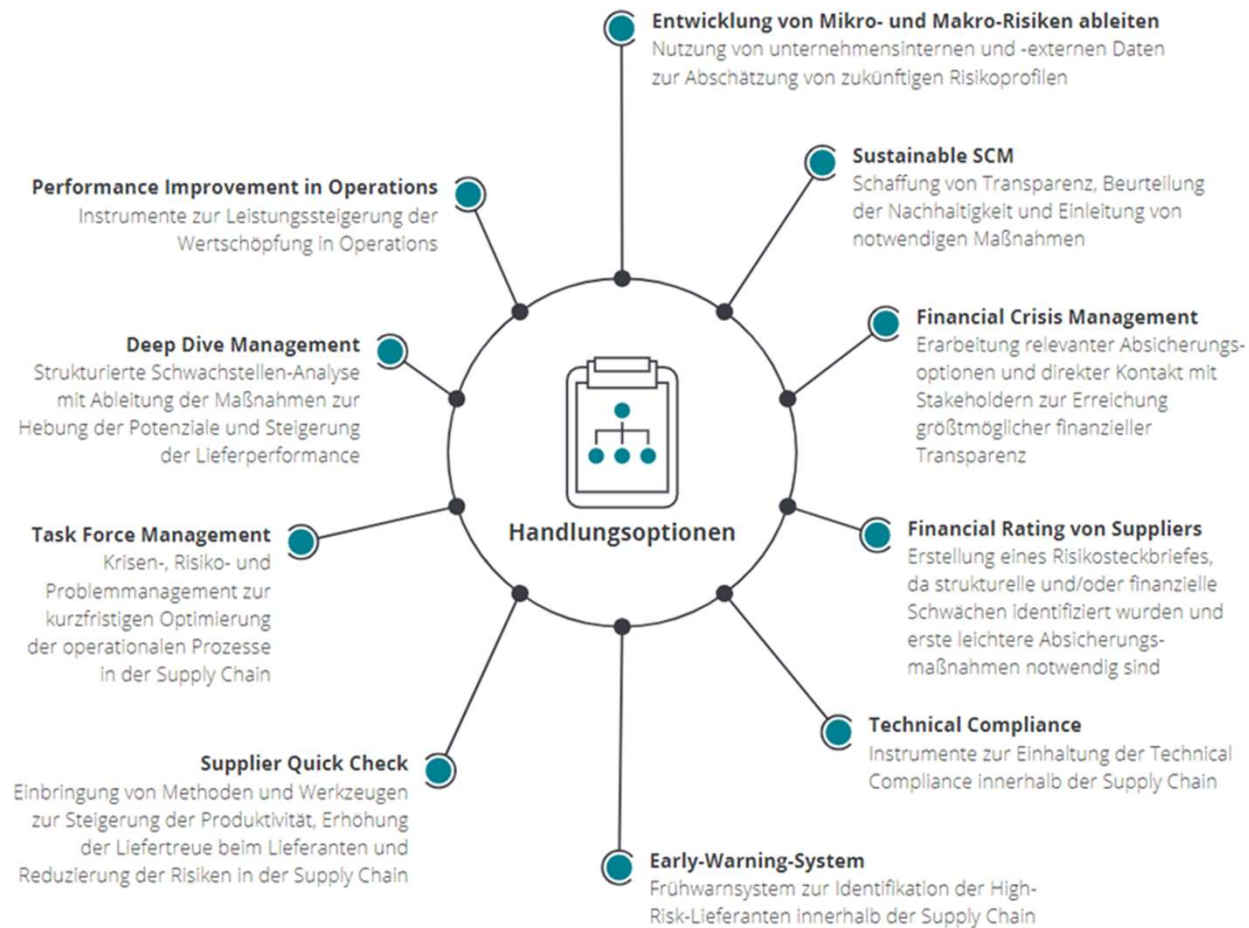 Entwicklung von Mikro- und Makro-Risiken ableiten
Nutzung von unternehmensinternen und -externen Daten
zur Abschätzung von zukünftigen Risikoprofilen
Sustainable SCM
Schaffung von Transparenz, Beurteilung
der Nachhaltigkeit und Einleitung von
notwendigen Maßnahmen
Financial Crisis Management
Erarbeitung relevanter Absicherungs-
optionen und direkter Kontakt mit
Stakeholdern zur Erreichung
größtmöglicher finanzieller
Transparenz
Financial Rating von Suppliers
Erstellung eines Risikosteckbriefes,
da strukturelle und/oder finanzielle
Schwächen identifiziert wurden und
erste leichtere Absicherungs-
maßnahmen notwendig sind
Technical Compliance
Instrumente zur Einhaltung der Technical
Compliance innerhalb der Supply Chain
Early-Warning-System
Frühwarnsystem zur Identifikation der High-
Risk-Lieferanten innerhalb der Supply Chain
Supplier Quick Check
Einbringung von Methoden und Werkzeugen
zur Steigerung der Produktivität, Erhöhung
der Liefertreue beim Lieferanten und
Reduzierung der Risiken in der Supply Chain
Task Force Management
Krisen-, Risiko- und
Problemmanagement zur
kurzfristigen Optimierung
der operationalen Prozesse
in der Supply Chain
Deep Dive Management
Strukturierte Schwachstellen-Analyse
mit Ableitung der Maßnahmen zur
Hebung der Potenziale und Steigerung
der Lieferperformance
Performance Improvement in Operations
Instrumente zur Leistungssteigerung der
Wertschöpfung in Operations
Handlungsoptionen